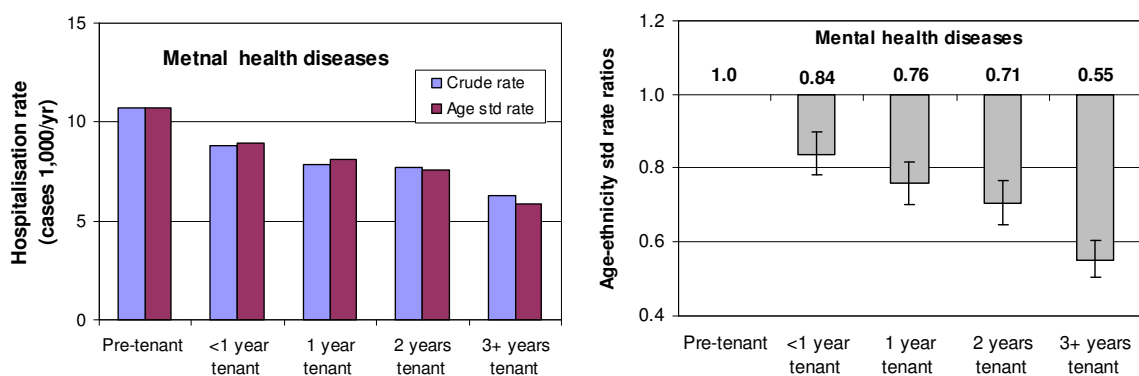 Metnal health diseases
Crude rate
Age std rate
Hospitalisation rate
(cases 1,000/yr)
15
10
5
0
Pre-tenant
<1 year
tenant
1 year
tenant
2 years
tenant
3+ years
tenant
Mental health diseases
1.0
0.84
0.76
0.71
0.55
Age-ethnicity std rate ratios
1.2
1.0
0.8
0.6
0.4
Pre-tenant
<1 year
tenant
1 year
tenant
2 years
tenant
3+ years
tenant